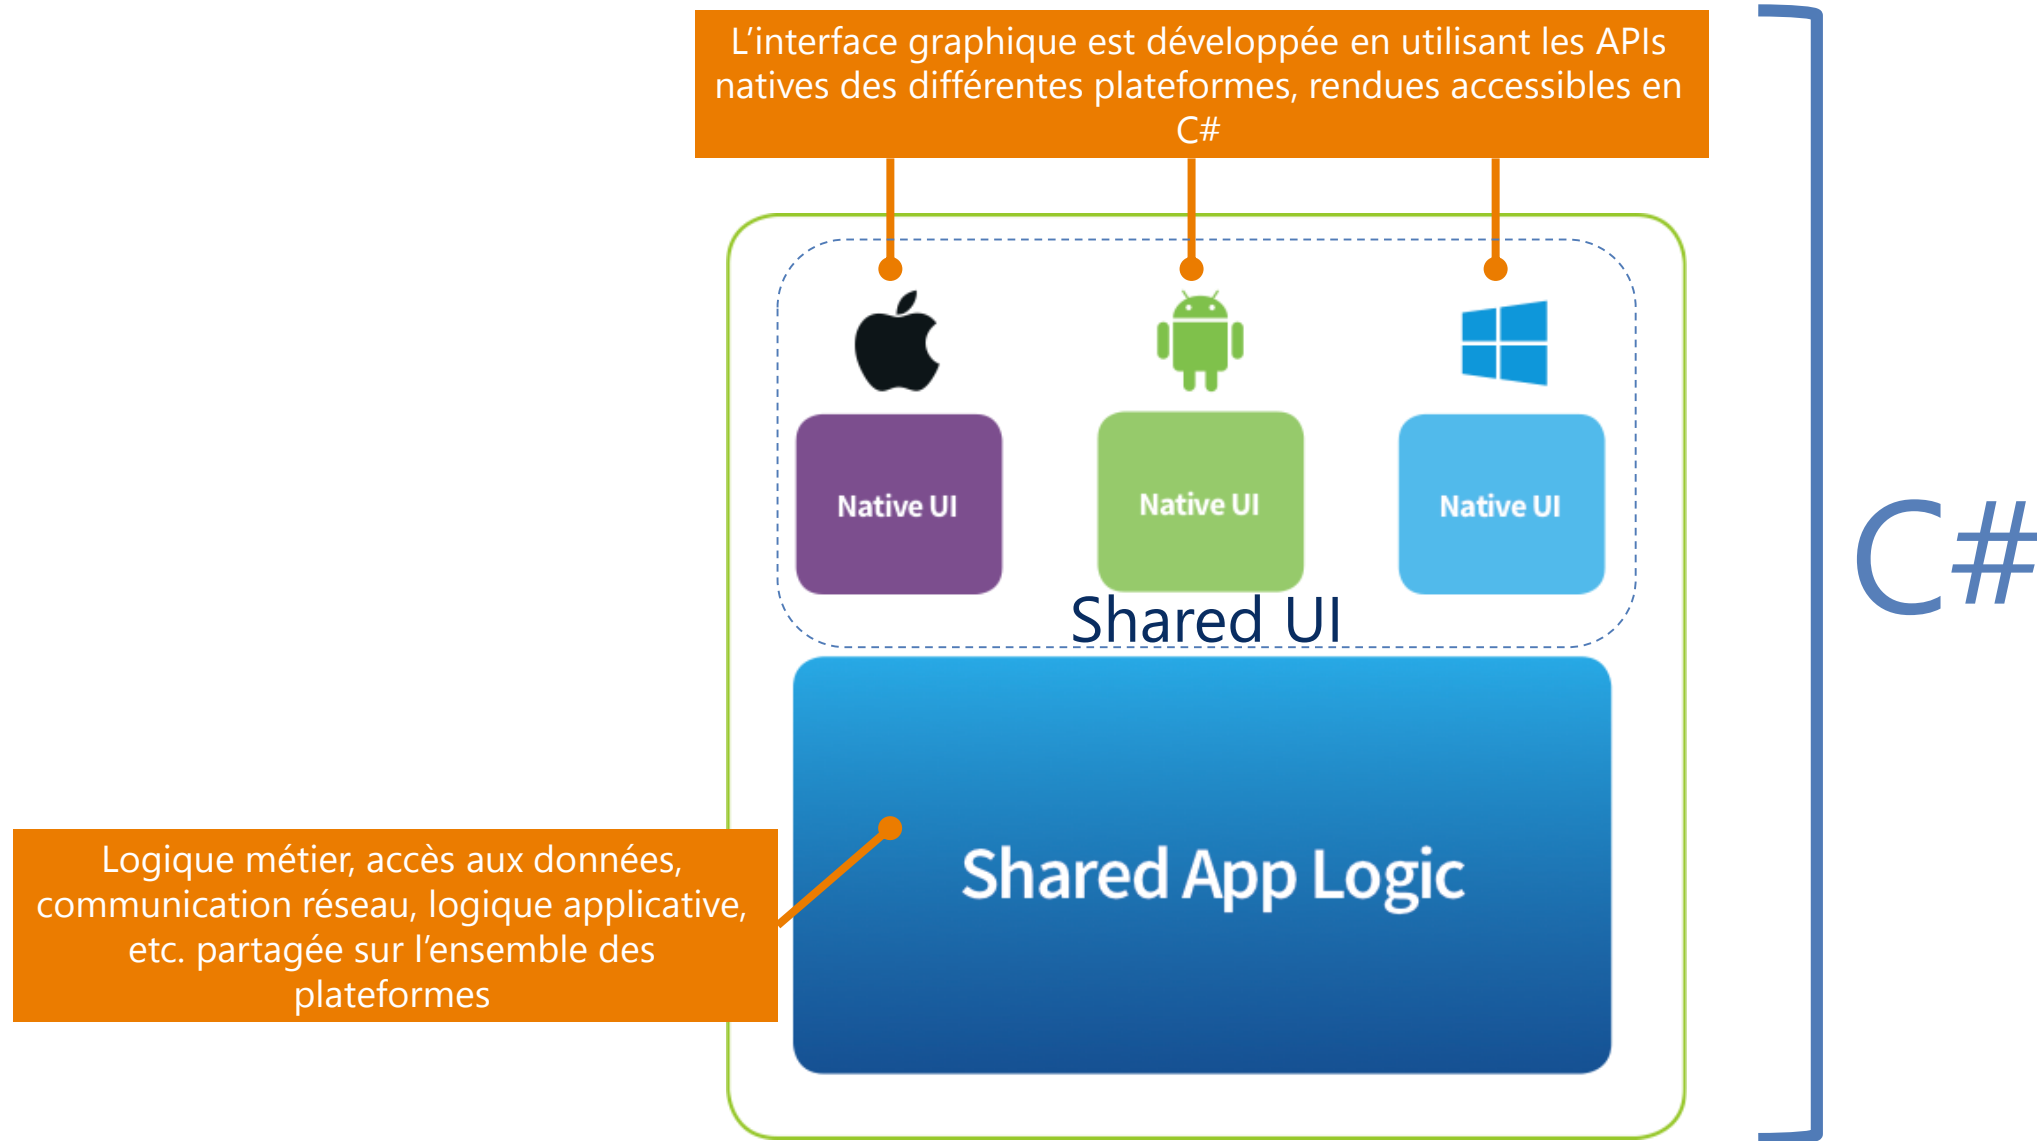 L’interface graphique est développée en utilisant les APIs
natives des différentes plateformes, rendues accessibles en
C#
Native UI
Native UI
Native UI
Shared UI
C#
Shared App Logic
Logique métier, accès aux données,
communication réseau, logique applicative,
etc. partagée sur l’ensemble des
plateformes